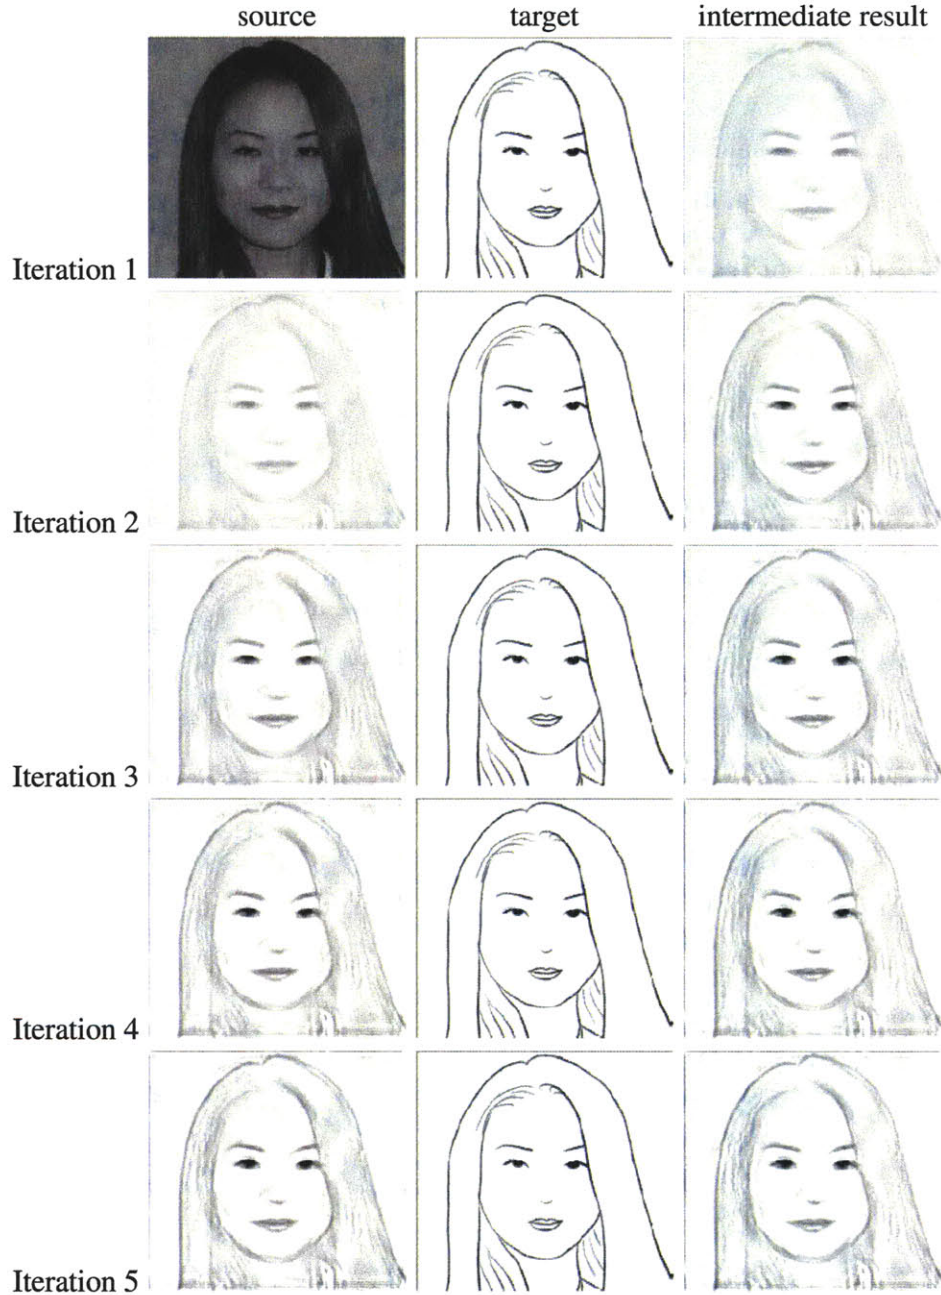 source target intermediate result
Iteration 1
Iteration 2
Iteration 3
Iteration 4
Iteration 5